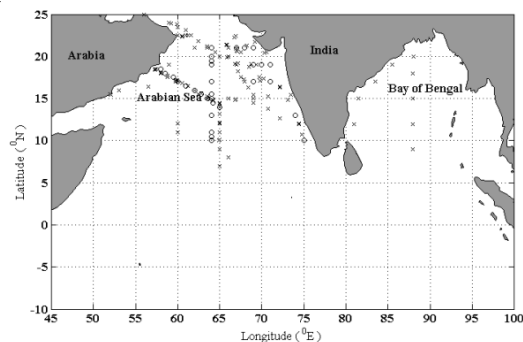 25
20
15
10
5
0
−5
−10
Latitude ( ⁰N)
Arabia
India
Arabian Sea
Bay of Bengal
45 50 55 60 65 70 75 80 85 90 95 100
Longitude ( ⁰E)